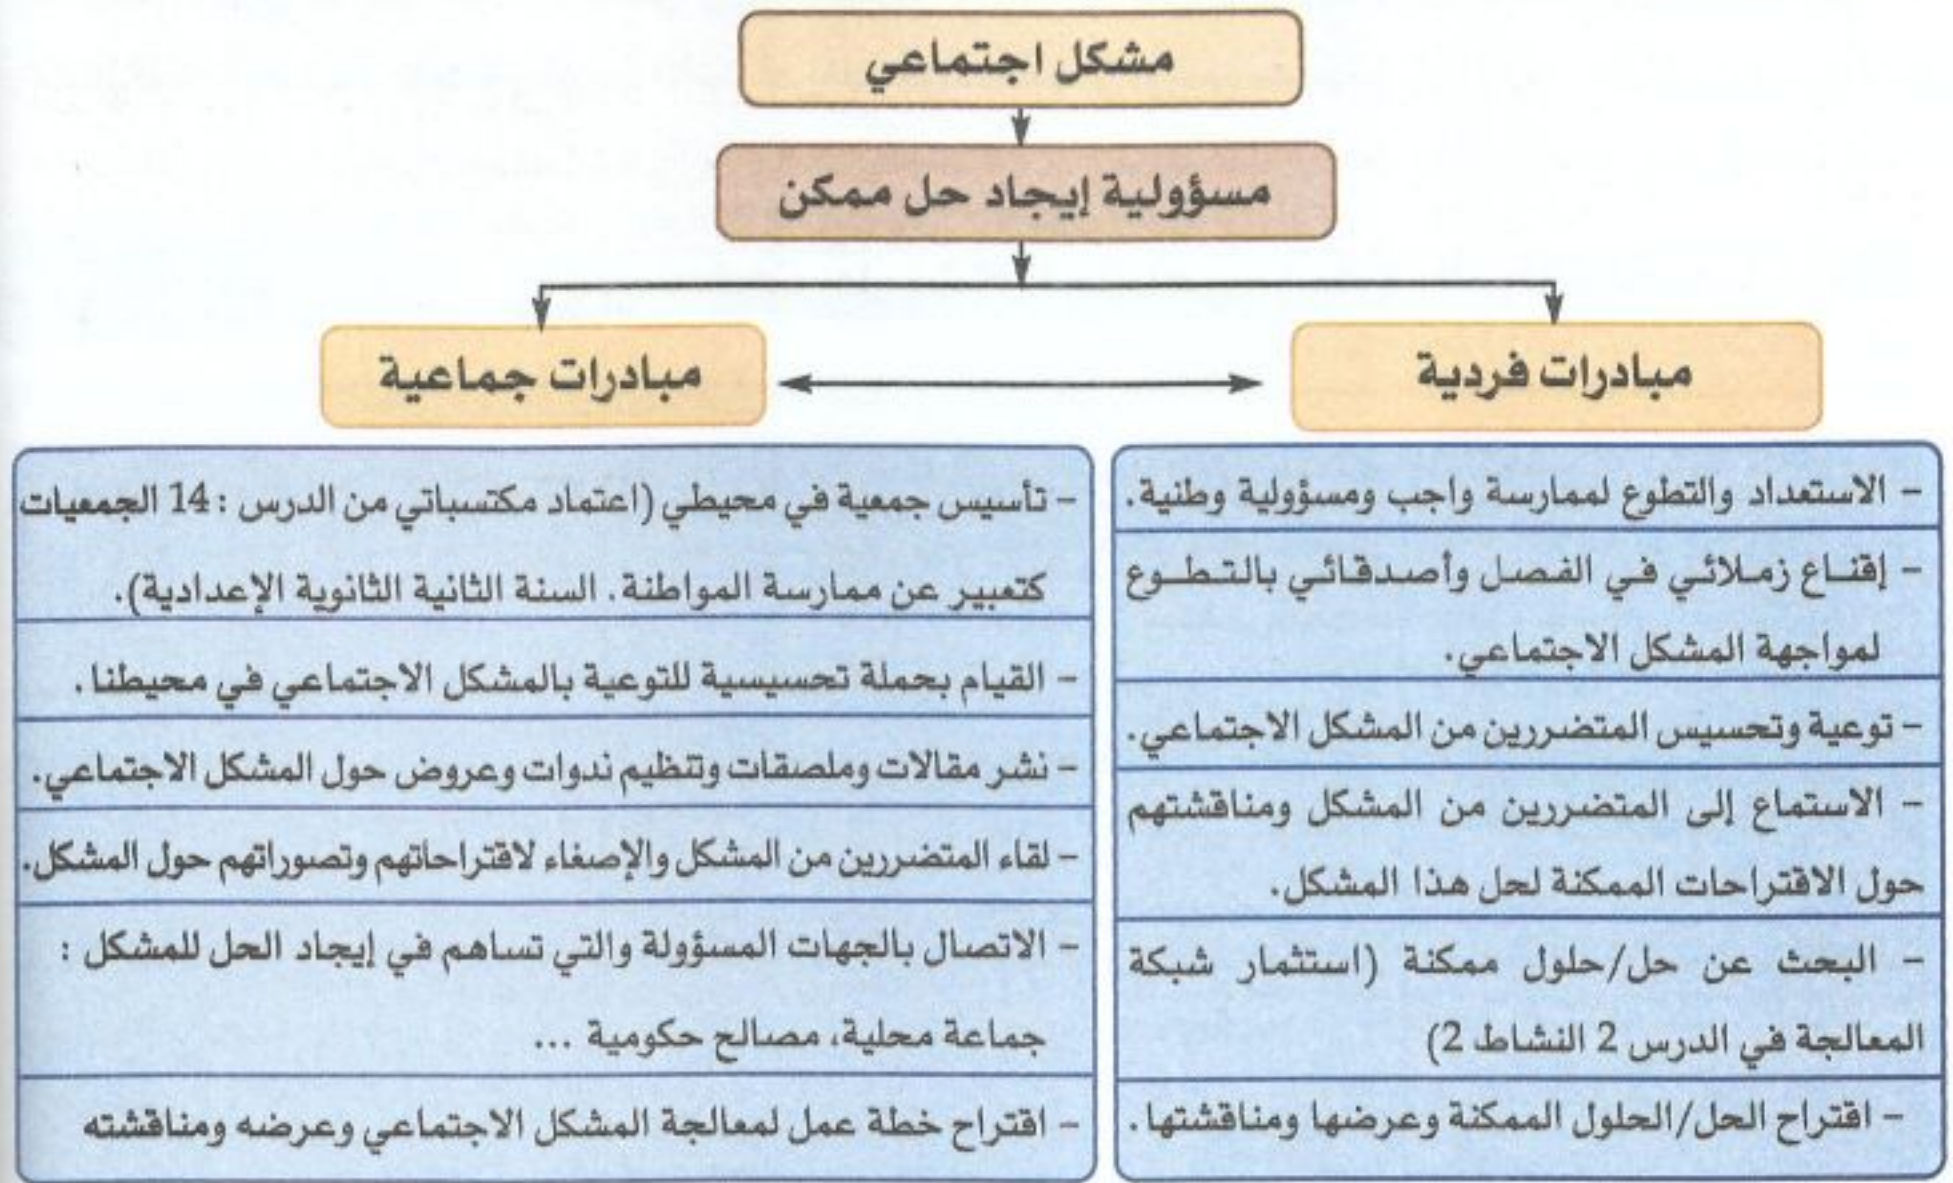 مشكل اجتماعي
مسؤولية إيجاد حل ممكن
مبادرات فردية
مبادرات جماعية
- الاستعداد والتطوع لممارسة واجب ومسؤولية وطنية.
- إقناع زملائي في الفصل وأصدقائي بالتطوع
لمواجهة المشكل الاجتماعي.
- توعية وتحسيس المتضررين من المشكل الاجتماعي.
- الاستماع إلى المتضررين من المشكل ومناقشتهم
حول الاقتراحات الممكنة لحل هذا المشكل.
- البحث عن حل/حلول ممكنة (استثمار شبكة
المعالجة في الدرس 2 النشاط 2)
- اقتراح الحل/الحلول الممكنة وعرضها ومناقشتها.
- تأسيس جمعية في محيطي (اعتماد مكتسباتي من الدرس : 14 الجمعيات
كتعبير عن ممارسة المواطنة. السنة الثانية الثانوية الإعدادية).
- القيام بحملة تحسيسية للتوعية بالمشكل الاجتماعي في محيطنا.
- نشر مقالات وملصقات وتنظيم ندوات وعروض حول المشكل الاجتماعي.
- لقاء المتضررين من المشكل والإصغاء لاقتراحاتهم وتصوراتهم حول المشكل.
- الاتصال بالجهات المسؤولة والتي تساهم في إيجاد الحل للمشكل :
جماعة محلية، مصالح حكومية ...
- اقتراح خطة عمل لمعالجة المشكل الاجتماعي وعرضه ومناقشته